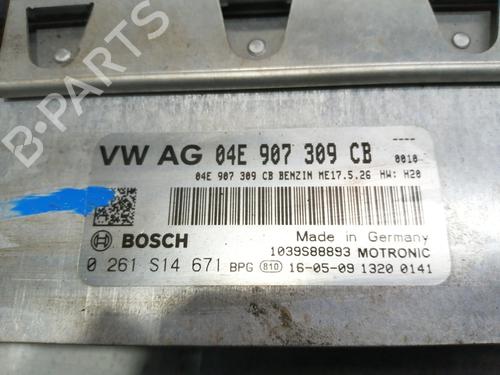 VW AG 04E 907 309 CB 0010
04E 907 309 CB BENZIN ME17.5.26 HW: H20
BOSCH
Made in Germany
1039S88893 MOTRONIC
0 261 S14 671 BPG 810 16-05-09 1320 0141
B-PARTS